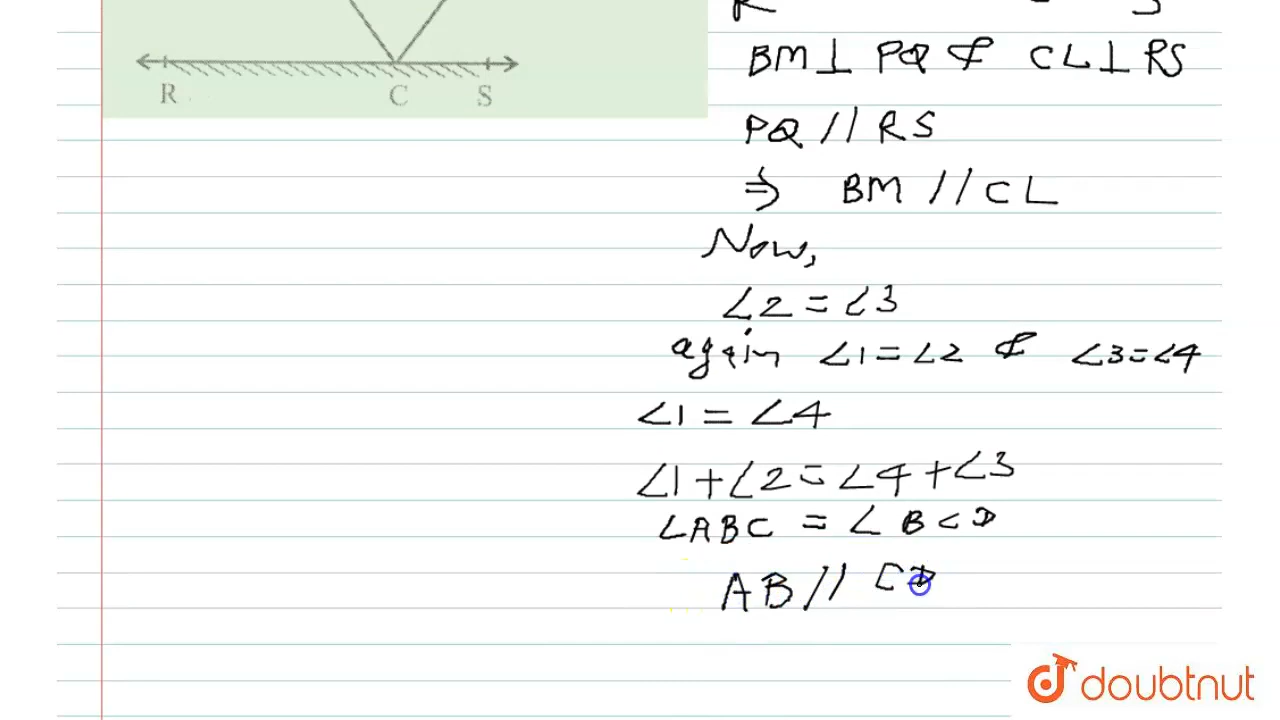 R S
BM ⊥ PQ & CL ⊥ RS
R C S
PQ // RS
⇒ BM // CL
Now,
∠2 = ∠3
again ∠1 = ∠2 & ∠3 = ∠4
∠1 = ∠4
∠1 + ∠2 = ∠4 + ∠3
∠ABC = ∠BCD
AB // CD
doubtnut